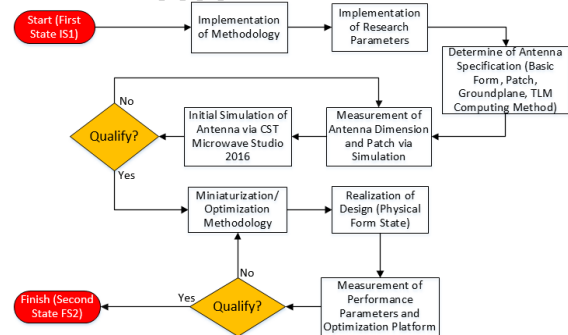 Start (First
State IS1)
Implementation
of Methodology
Implementation
of Research
Parameters
Determine of Antenna
Specification (Basic
Form, Patch,
Groundplane, TLM
Computing Method)
Measurement of
Antenna Dimension
and Patch via
Simulation
Initial Simulation of
Antenna via CST
Microwave Studio
2016
No
Qualify?
Yes
Miniaturization/
Optimization
Methodology
Realization of
Design (Physical
Form State)
Measurement of
Performance
Parameters and
Optimization Platform
No
Qualify?
Yes
Finish (Second
State FS2)